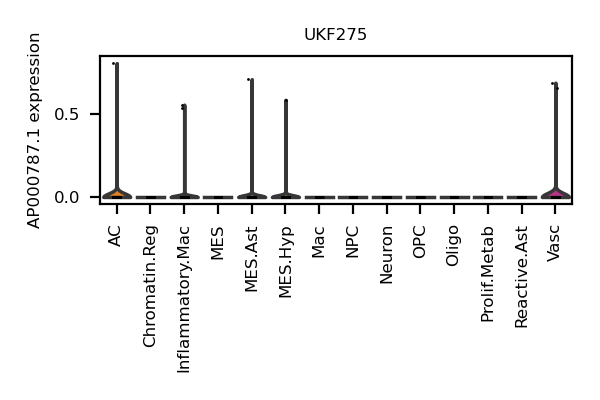 UKF275
AP000787.1 expression
0.5
0.0
AC
Chromatin.Reg
Inflammatory.Mac
MES
MES.Ast
MES.Hyp
Mac
NPC
Neuron
OPC
Oligo
Prolif.Metab
Reactive.Ast
Vasc